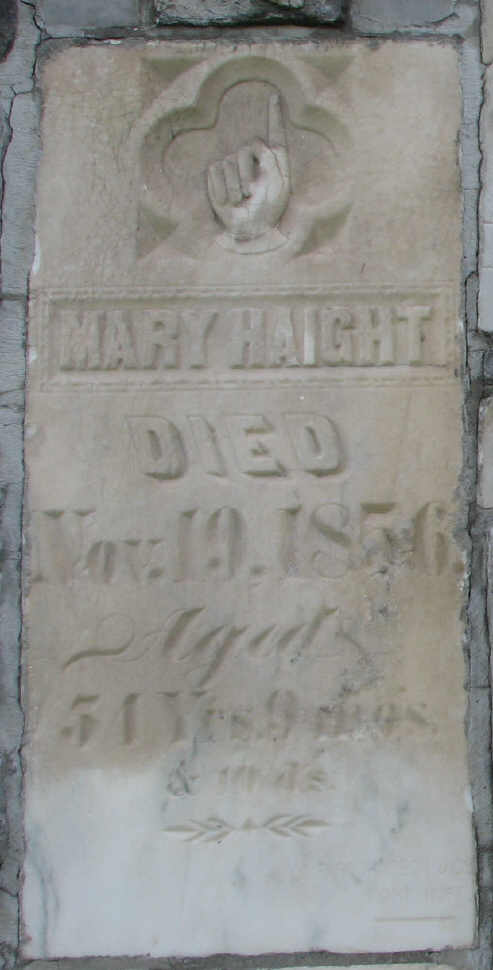 MARY HAIGHT
DIED
Nov. 19. 1856.
Aged
54 Yrs. 9 mos.
& 10 ds.